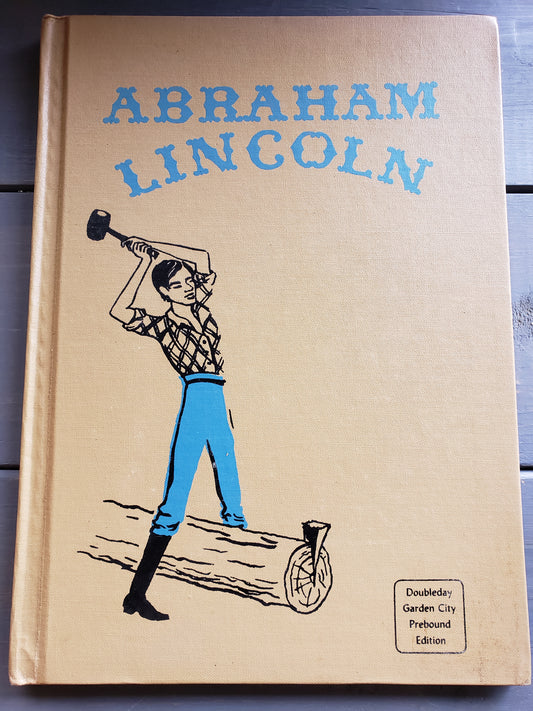 ABRAHAM
LINCOLN
Doubleday
Garden City
Prebound
Edition